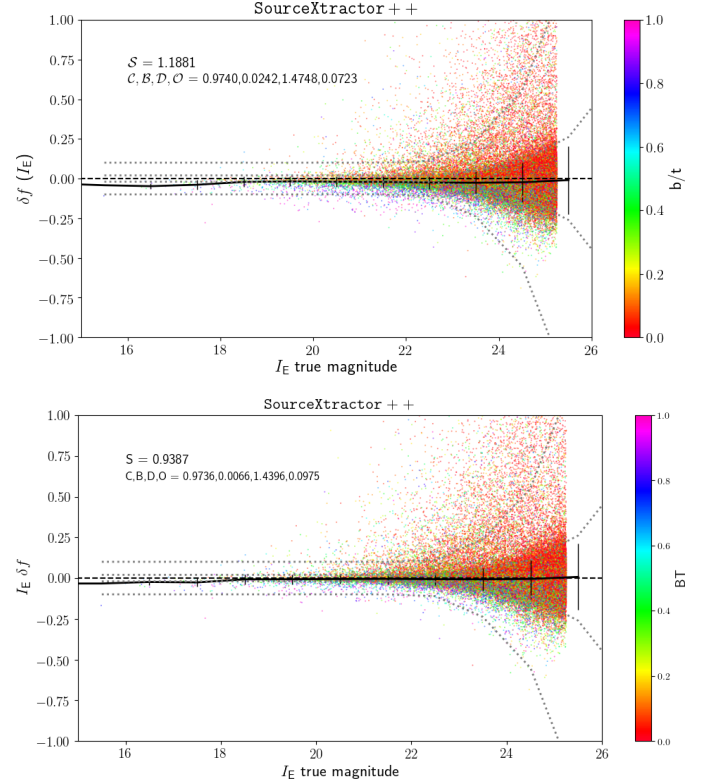 SourceXtractor++
1.00
0.75
0.50
0.25
0.00
−0.25
−0.50
−0.75
−1.00
δf (I_E)
𝒮 = 1.1881
𝒞, ℬ, 𝒟, 𝒪 = 0.9740,0.0242,1.4748,0.0723
16 18 20 22 24 26
I_E true magnitude
1.0
0.8
0.6
0.4
0.2
0.0
b/t
SourceXtractor++
1.00
0.75
0.50
0.25
0.00
−0.25
−0.50
−0.75
−1.00
I_E δf
S = 0.9387
C,B,D,O = 0.9736,0.0066,1.4396,0.0975
16 18 20 22 24 26
I_E true magnitude
1.0
0.8
0.6
0.4
0.2
0.0
BT